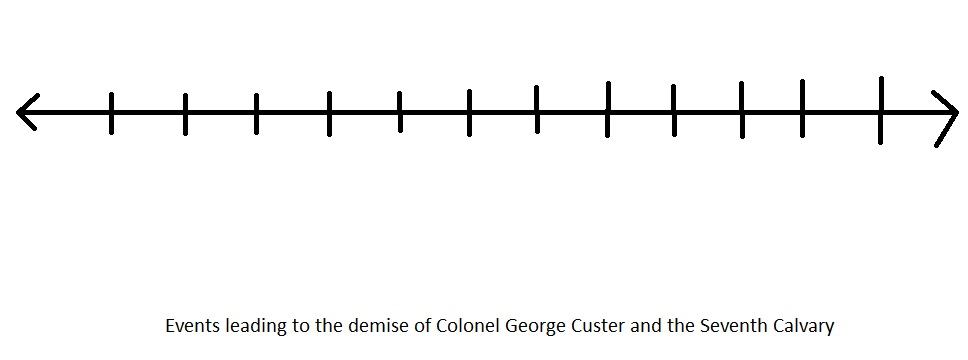 Events leading to the demise of Colonel George Custer and the Seventh Calvary